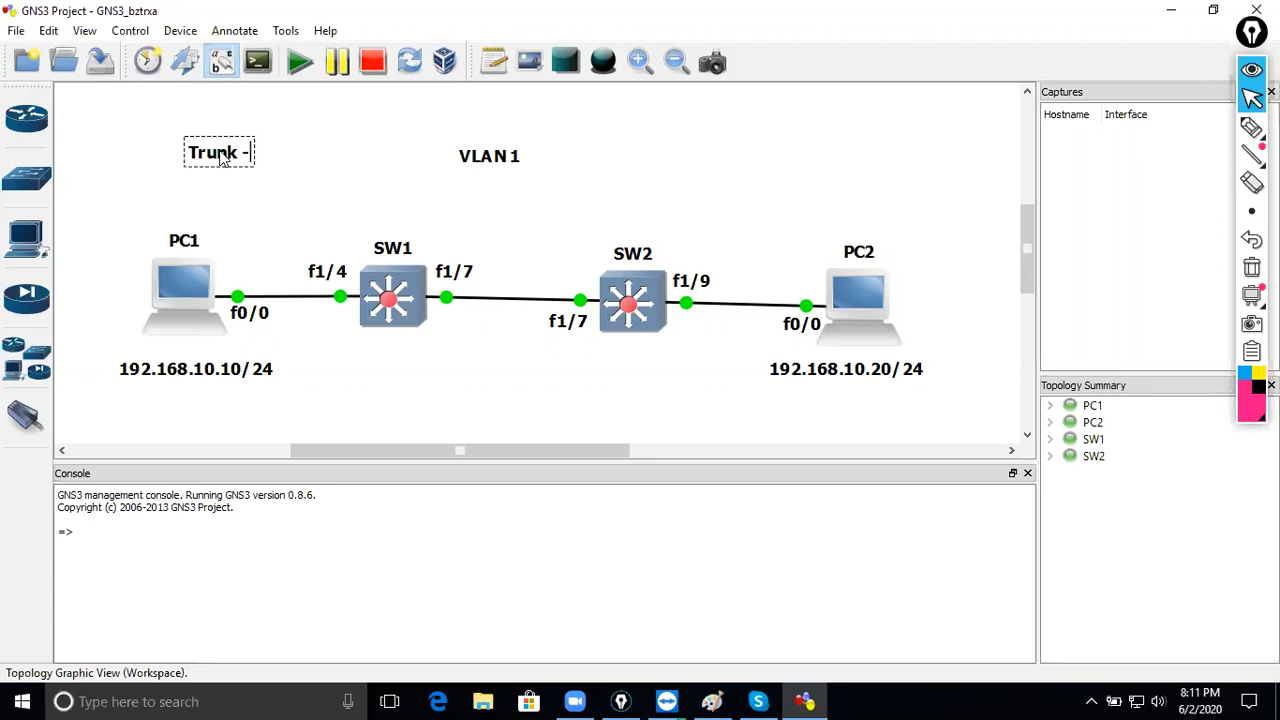 GNS3 Project - GNS3_bztrxa
File Edit View Control Device Annotate Tools Help
Captures
Hostname Interface
Trunk -
VLAN 1
PC1
SW1
SW2
PC2
f1/4
f1/7
f1/9
f0/0
f1/7
f0/0
192.168.10.10/24
192.168.10.20/24
Topology Summary
PC1
PC2
SW1
SW2
Console
GNS3 management console. Running GNS3 version 0.8.6.
Copyright (c) 2006-2013 GNS3 Project.
=>
Topology Graphic View (Workspace).
Type here to search
8:11 PM
6/2/2020